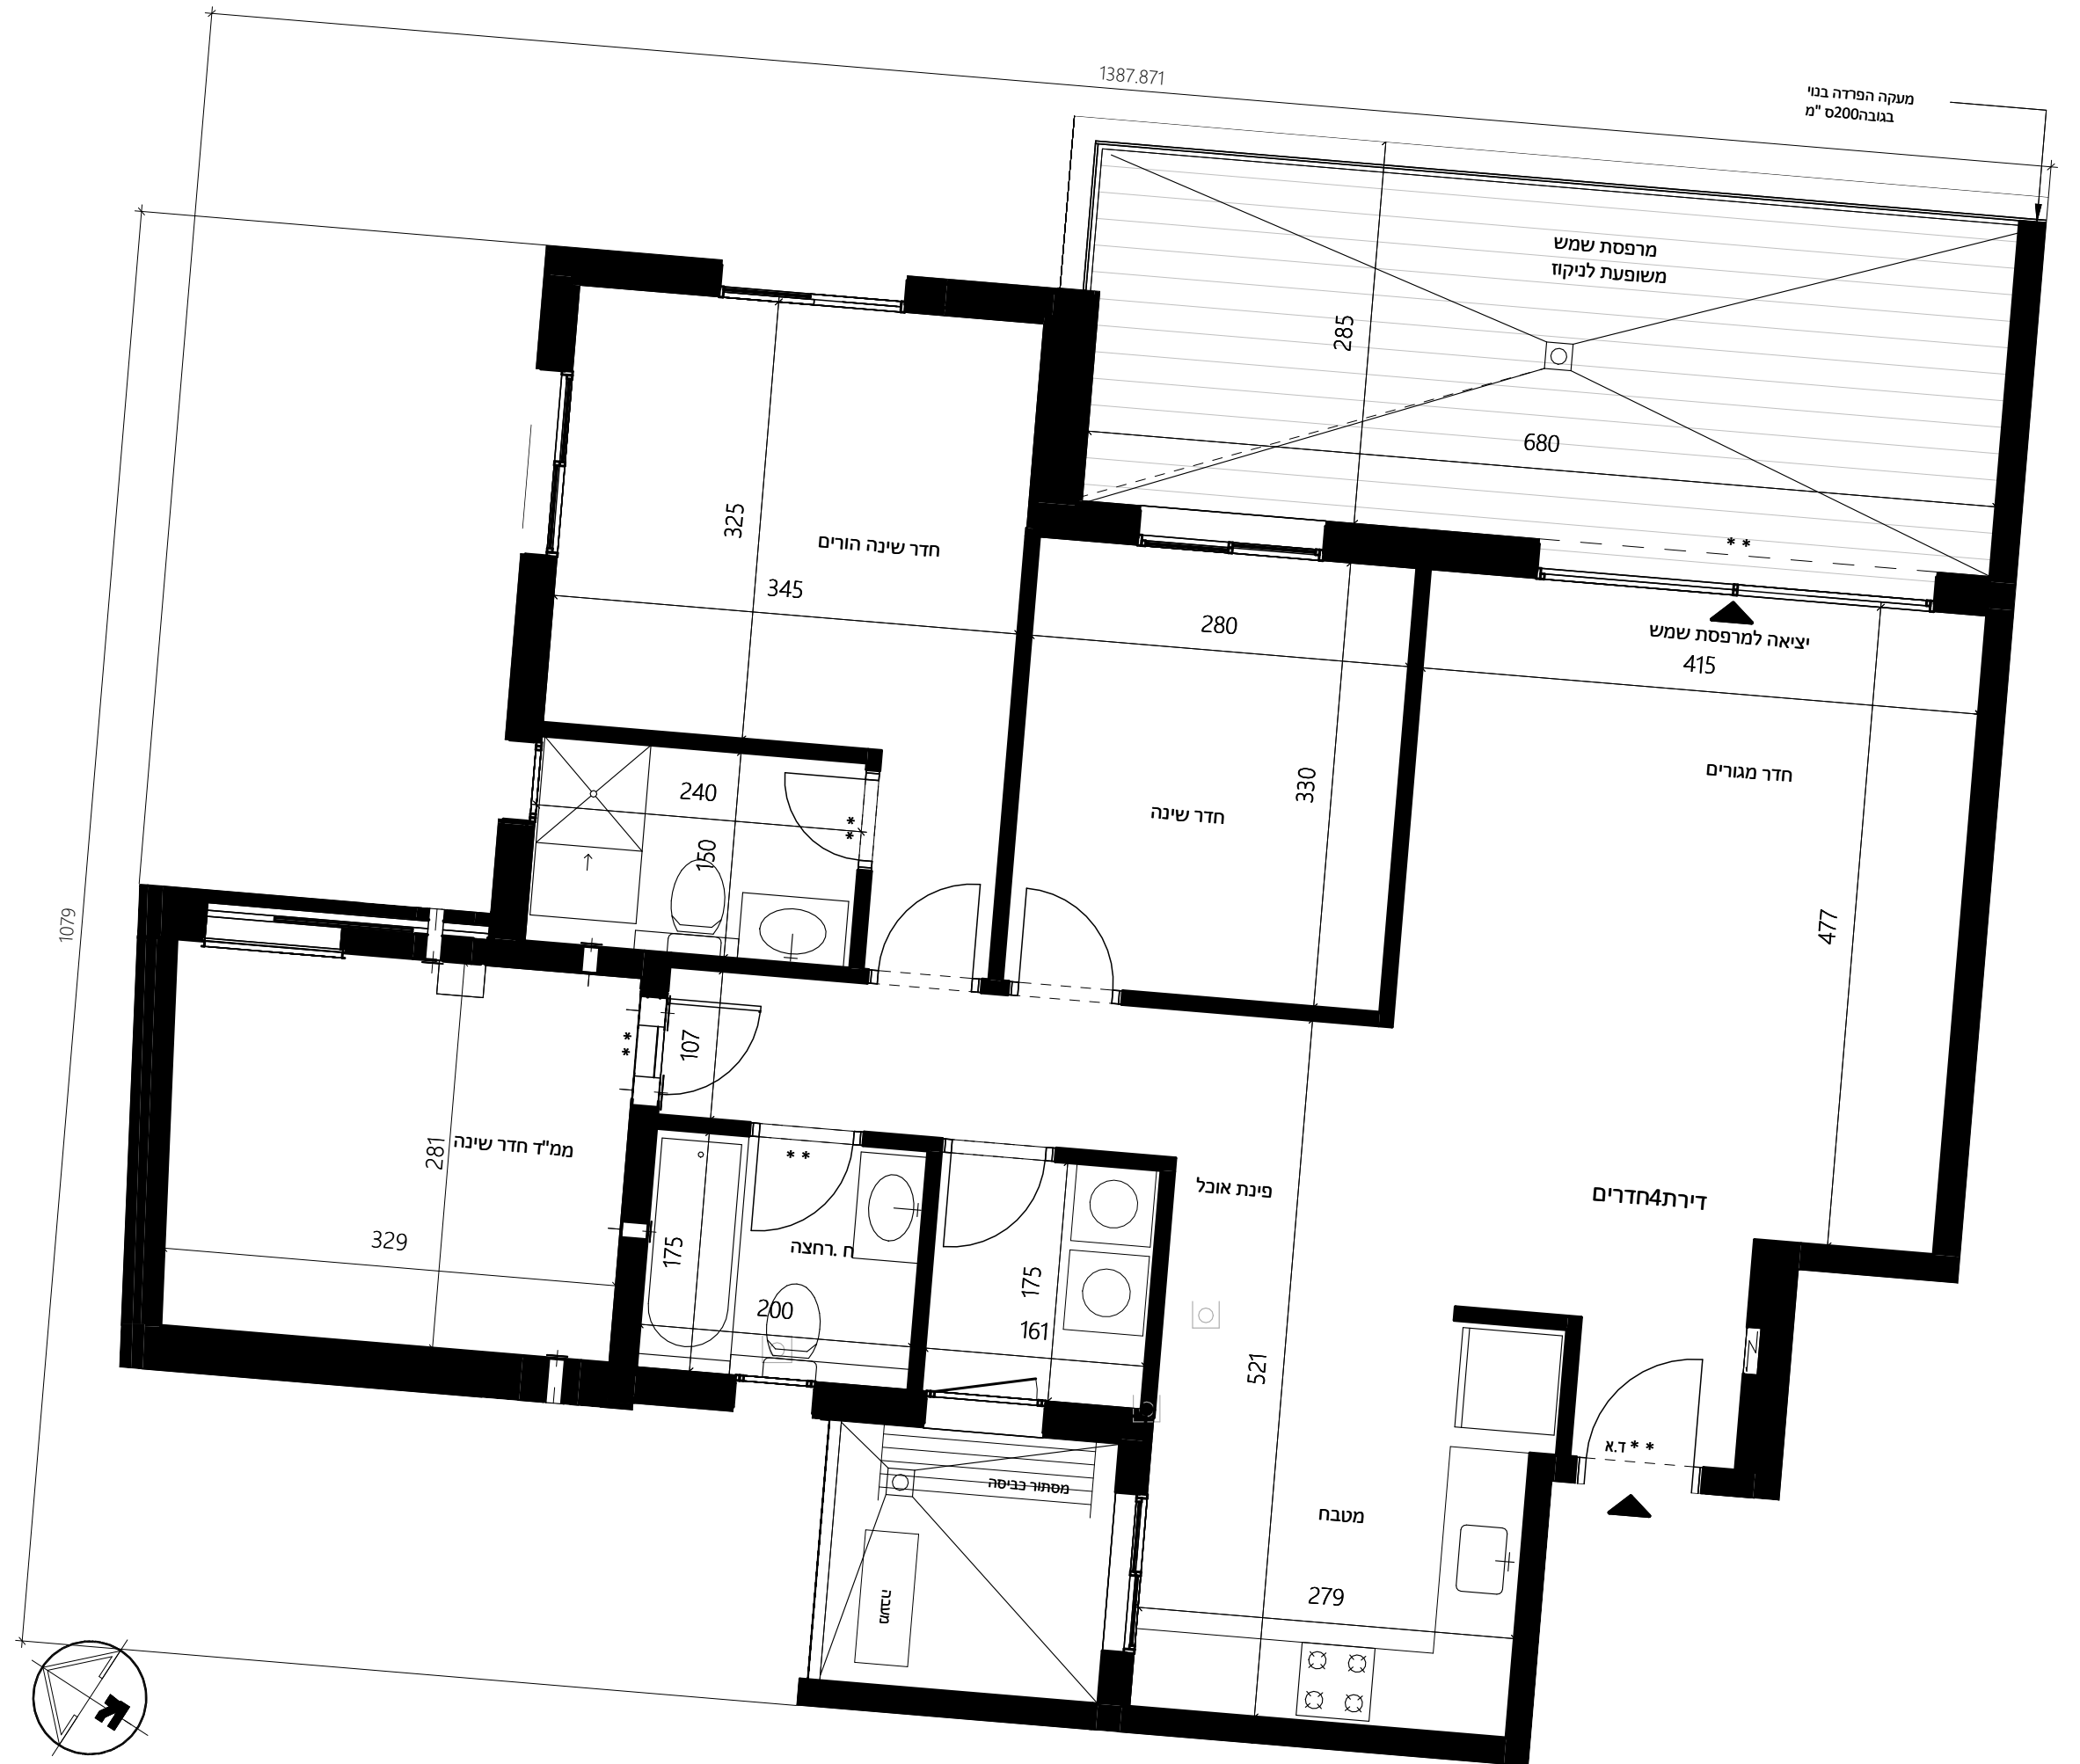 1387.871
מעקה הפרדה בנוי
בגובה200ס "מ
מרפסת שמש
משופעת לניקוז
285
680
* *
יציאה למרפסת שמש
415
325
חדר שינה הורים
345
280
330
חדר שינה
חדר מגורים
477
240
150
* *
1079
107
* *
ממ"ד חדר שינה
281
329
* *
175
ח .רחצה
200
175
161
פינת אוכל
דירת4חדרים
521
ד.א * *
מסתור כביסה
מעבה
מטבח
279